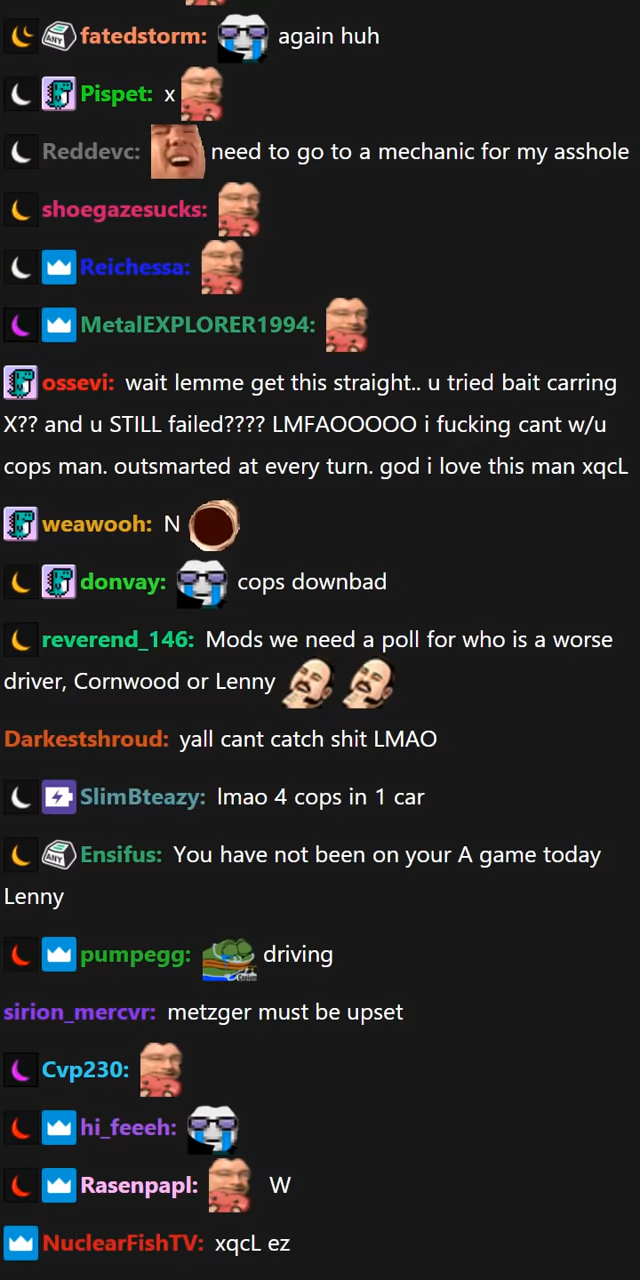 fatedstorm: again huh
Pispet: x
Reddevc: need to go to a mechanic for my asshole
shoegazesucks:
Reichessa:
MetalEXPLORER1994:
ossevi: wait lemme get this straight.. u tried bait carring
X?? and u STILL failed???? LMFAOOOOO i fucking cant w/u
cops man. outsmarted at every turn. god i love this man xqcL
weawooh: N
donvay: cops downbad
reverend_146: Mods we need a poll for who is a worse
driver, Cornwood or Lenny
Darkestshroud: yall cant catch shit LMAO
SlimBteazy: lmao 4 cops in 1 car
ANY Ensifus: You have not been on your A game today
Lenny
pumpegg: driving
sirion_mercvr: metzger must be upset
Cvp230:
hi_feeeh:
Rasenpapl: W
NuclearFishTV: xqcL ez